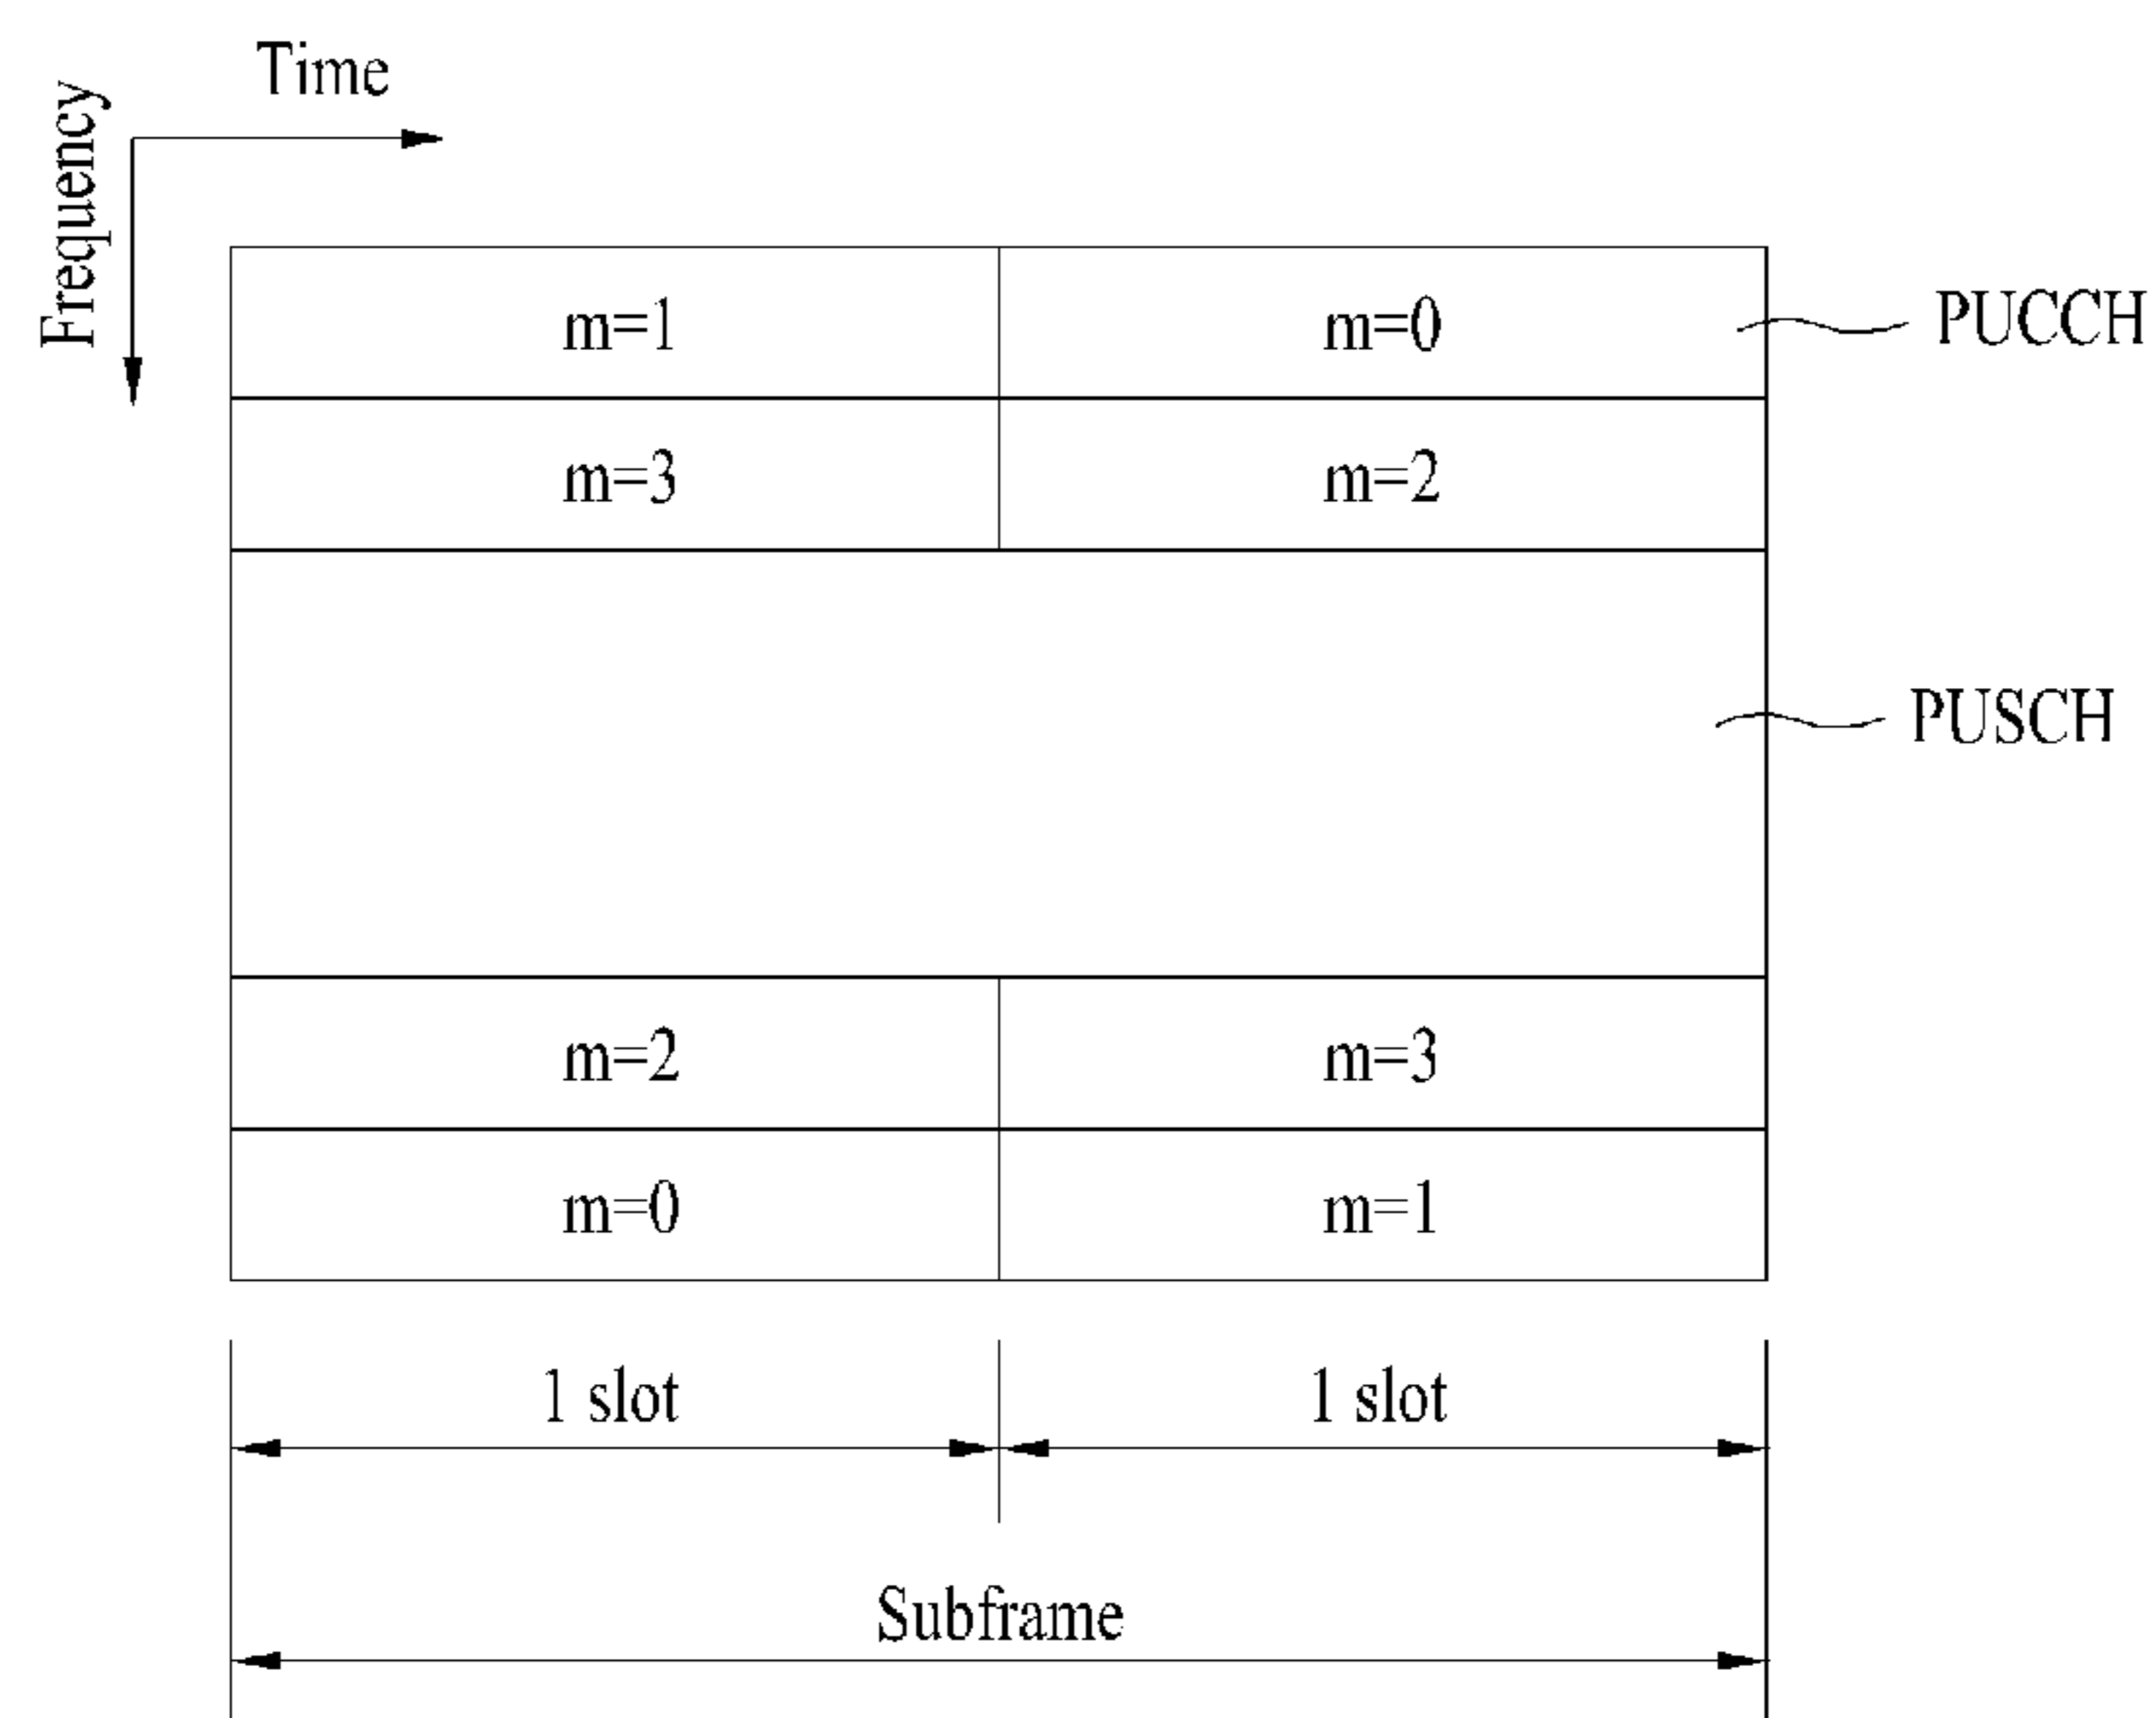 Time
Frequency
m=1 m=0 PUCCH
m=3 m=2
PUSCH
m=2 m=3
m=0 m=1
1 slot 1 slot
Subframe